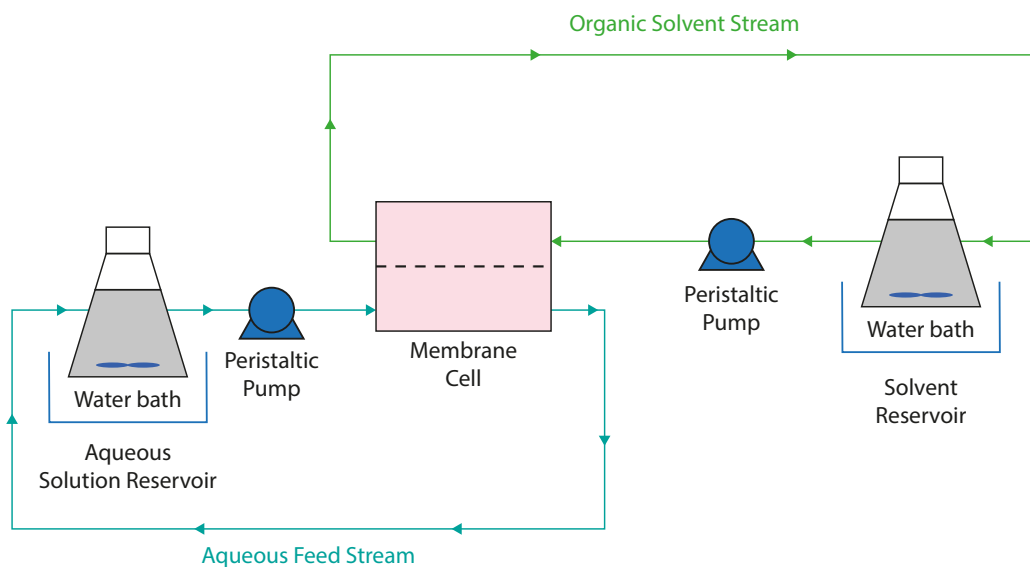 Organic Solvent Stream
Peristaltic
Pump
Water bath
Solvent
Reservoir
Peristaltic
Pump
Membrane
Cell
Water bath
Aqueous
Solution Reservoir
Aqueous Feed Stream